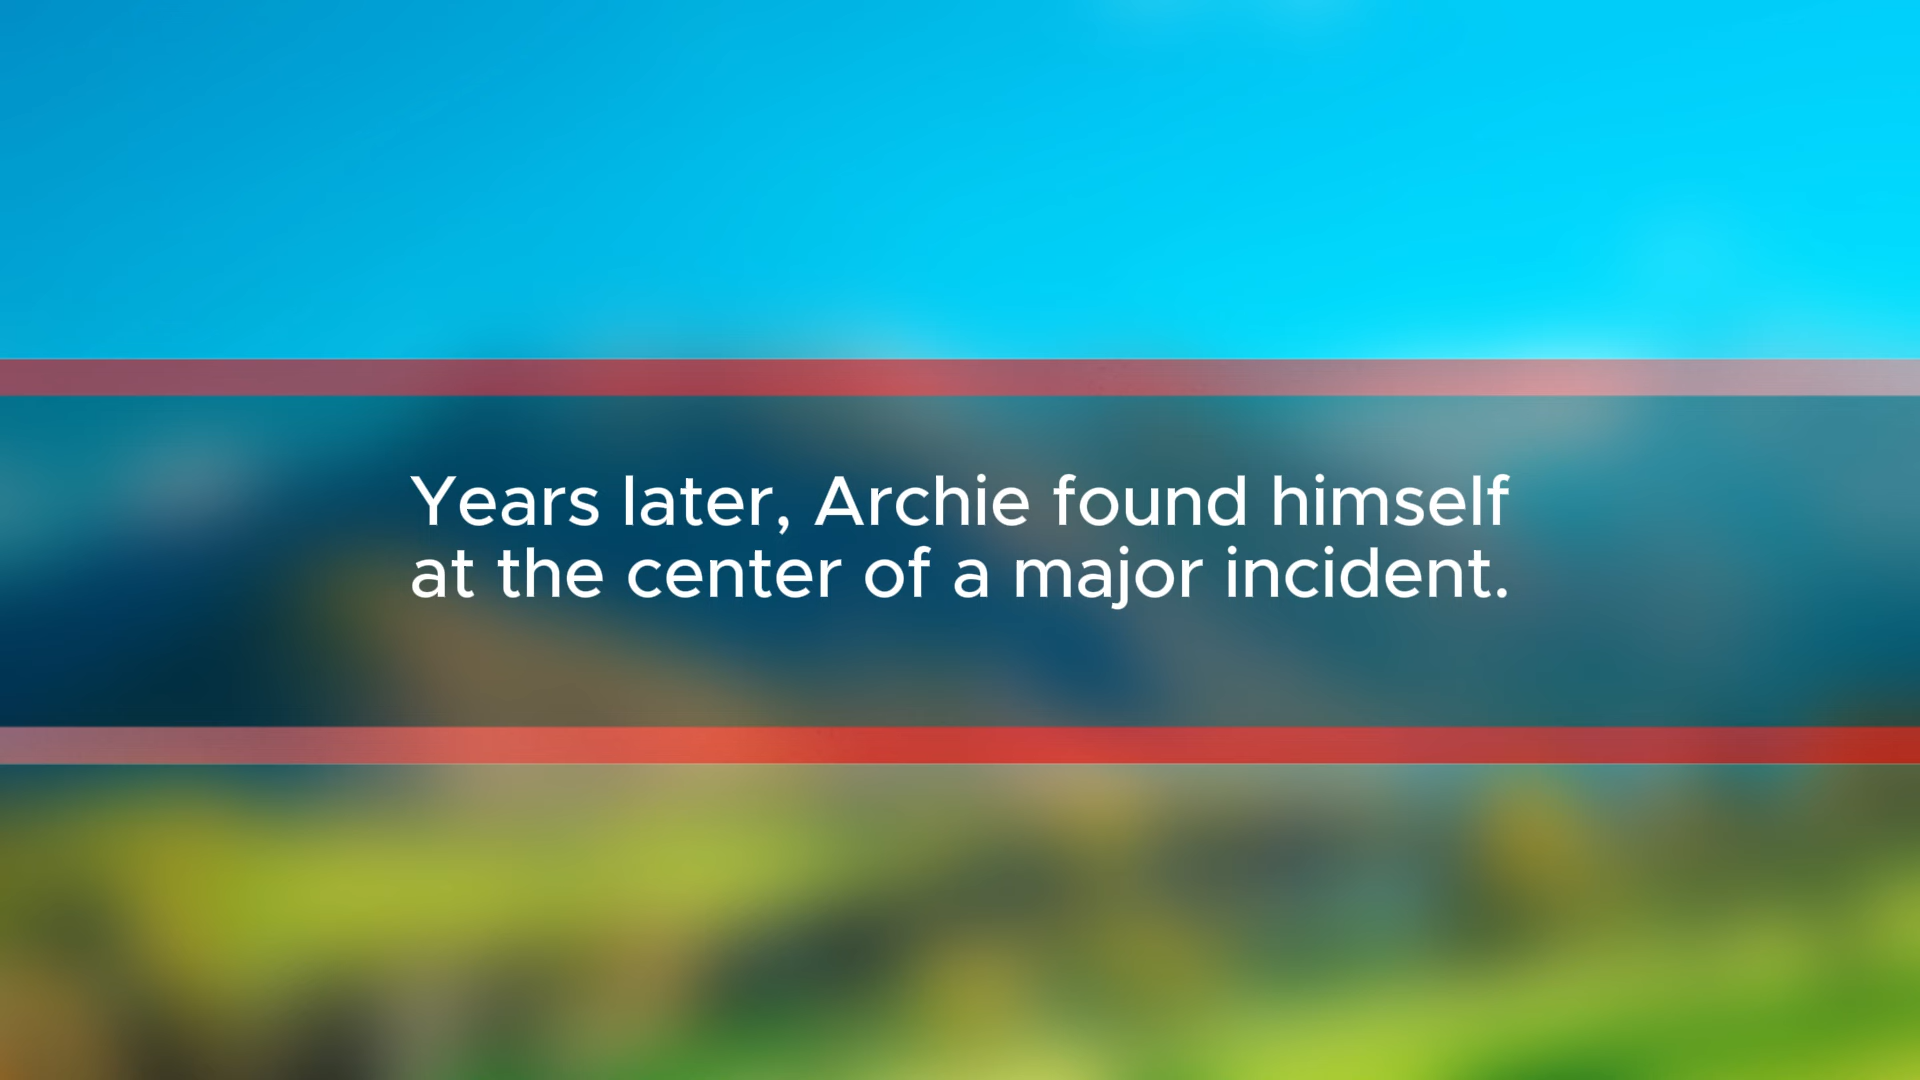 Years later, Archie found himself
at the center of a major incident.